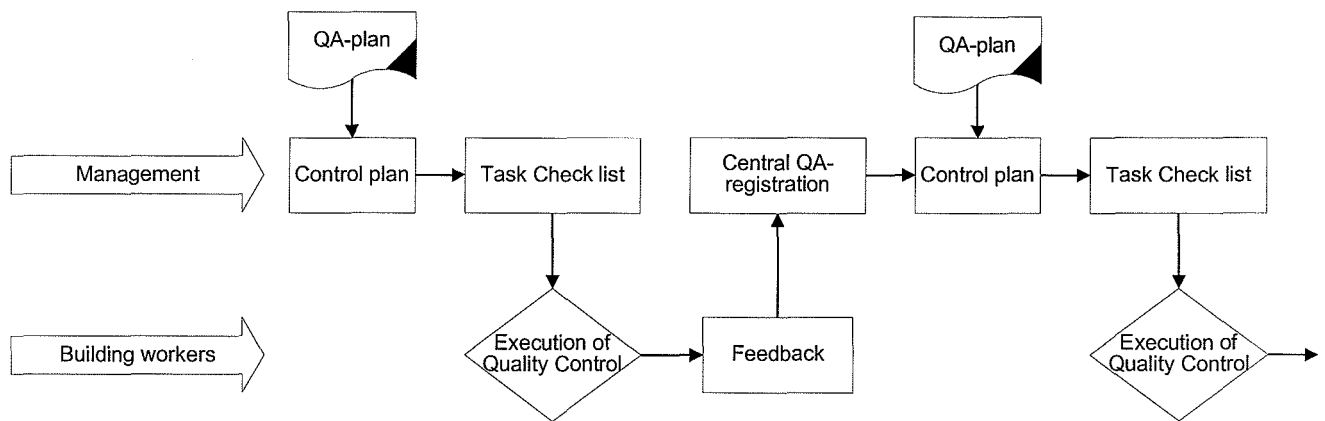 QA-plan
QA-plan
Management
Control plan
Task Check list
Central QA-
registration
Control plan
Task Check list
Building workers
Execution of
Quality Control
Feedback
Execution of
Quality Control